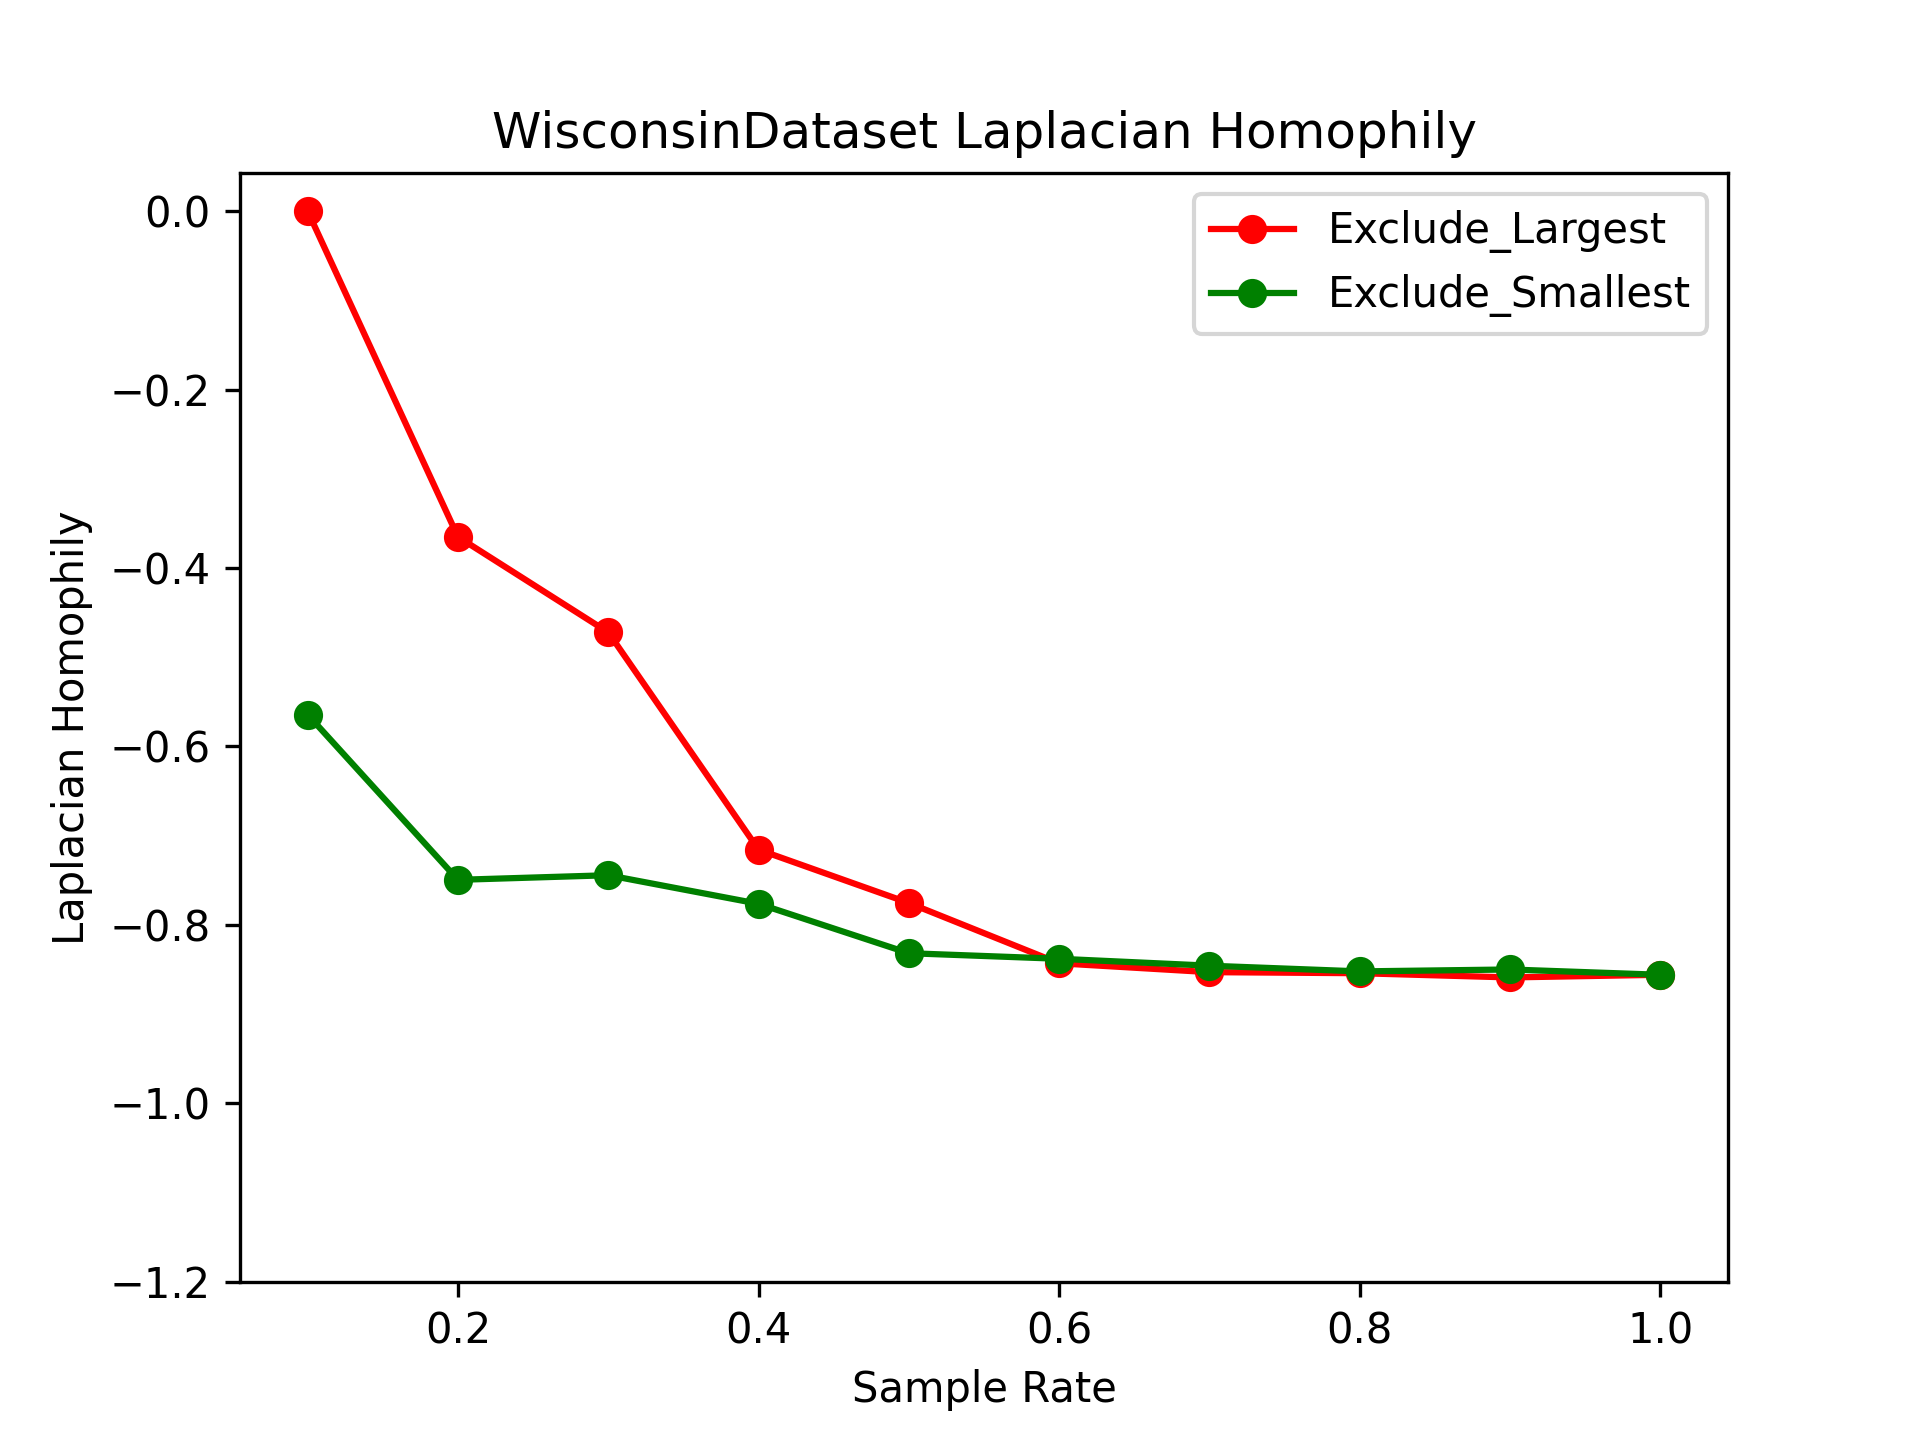 WisconsinDataset Laplacian Homophily
Exclude_Largest
Exclude_Smallest
Laplacian Homophily
0.0
−0.2
−0.4
−0.6
−0.8
−1.0
−1.2
0.2 0.4 0.6 0.8 1.0
Sample Rate